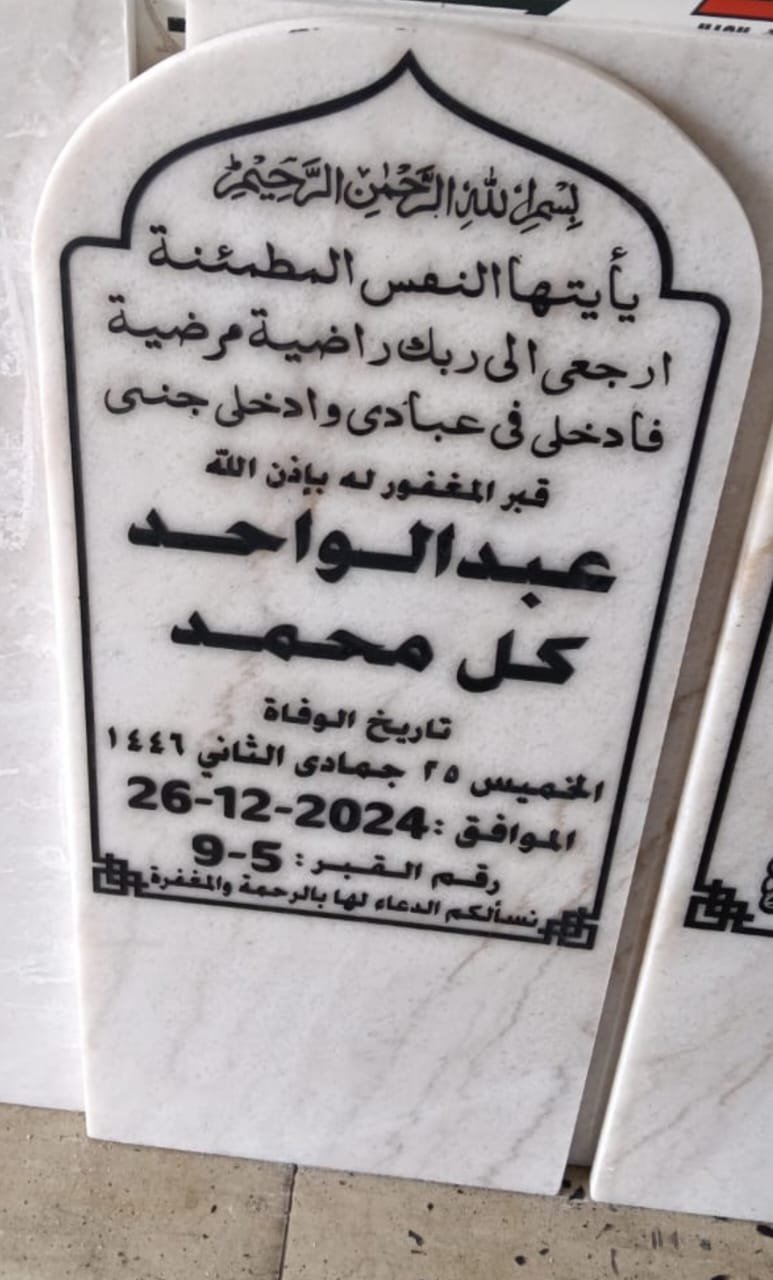 بسم الله الرحمن الرحيم
يأيتها النفس المطمئنة
ارجعى الى ربك راضية مرضية
فادخلى فى عبادى وادخلى جنتى
قبر المغفور له بإذن الله
عبدالواحد
كل محمد
تاريخ الوفاة
الخميس ٢٥ جمادى الثاني ١٤٤٦
الموافق : 26-12-2024
رقم القبر : 5-9
نسألكم الدعاء لها بالرحمة والمغفرة